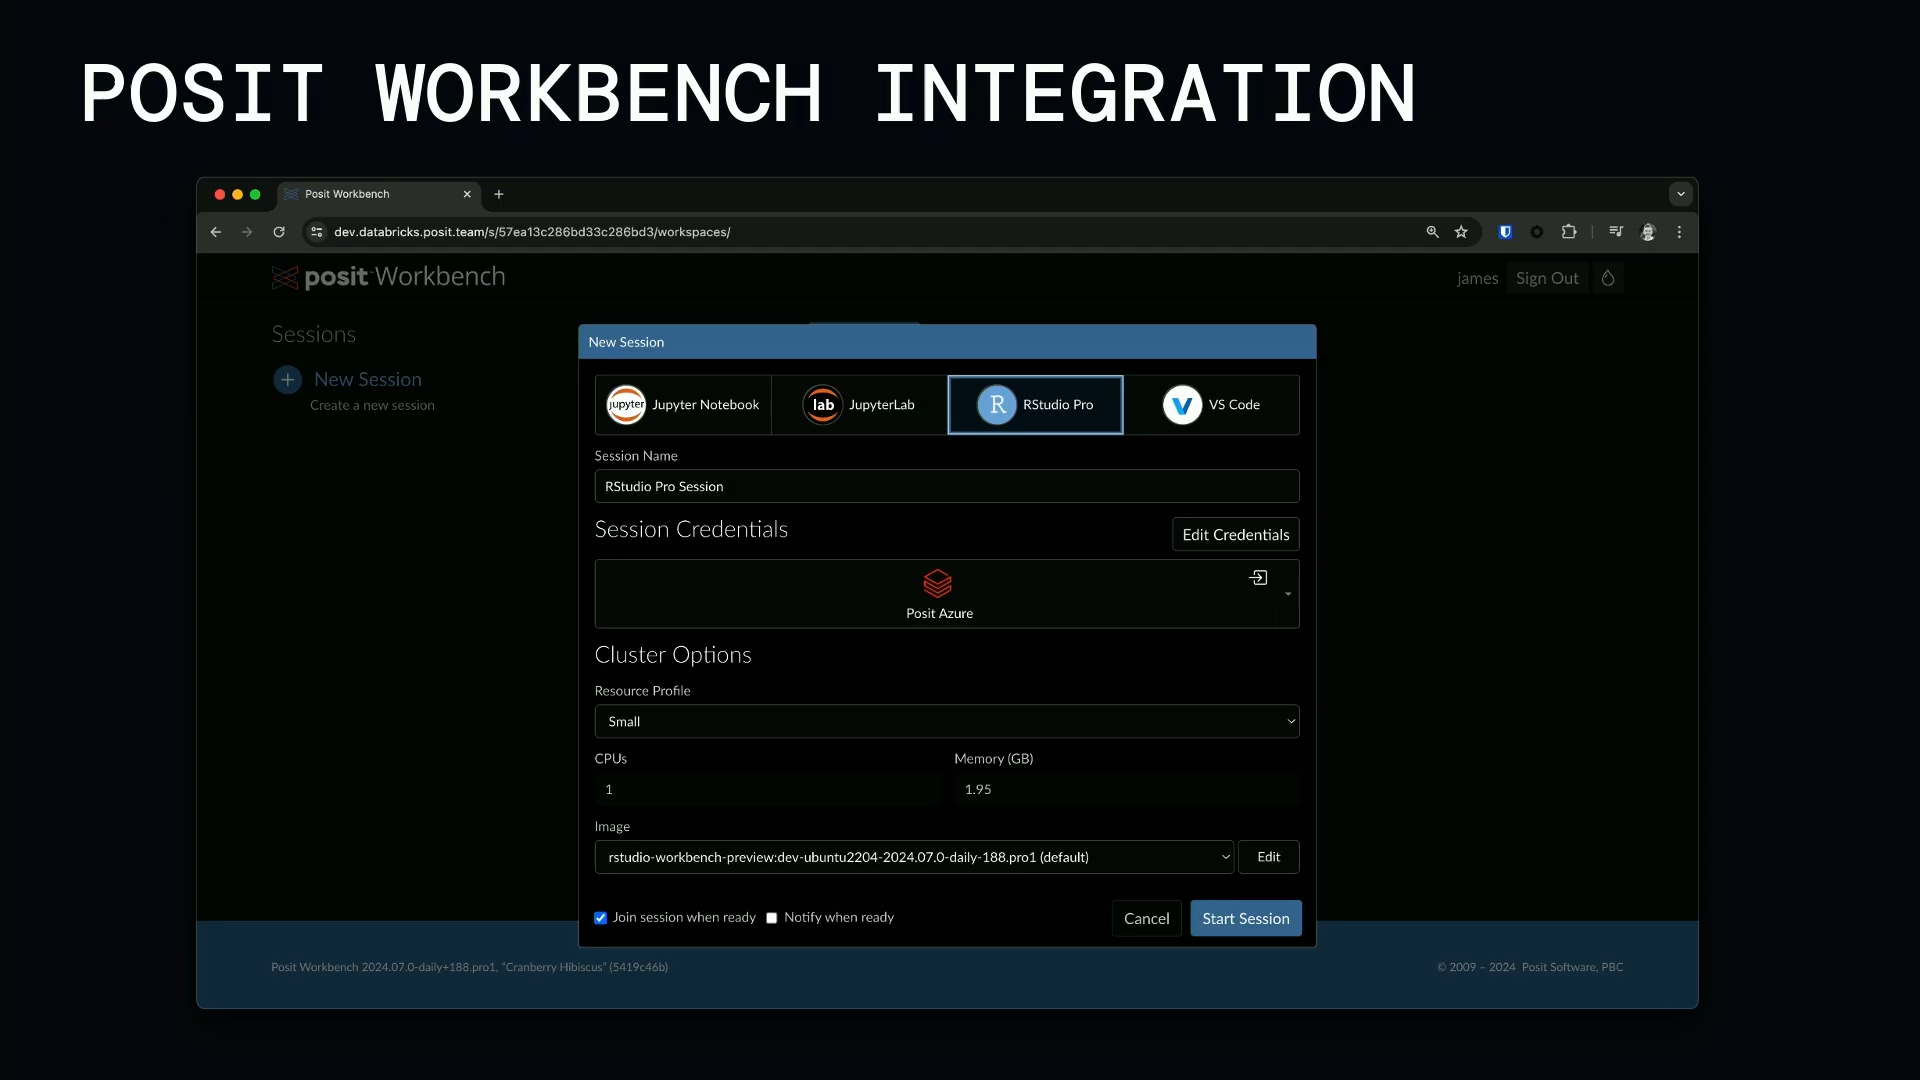 POSIT WORKBENCH INTEGRATION
Posit Workbench
dev.databricks.posit.team/s/57ea13c286bd33c286bd3/workspaces/
posit Workbench
james Sign Out
Sessions
New Session
Create a new session
New Session
jupyter Jupyter Notebook lab JupyterLab R RStudio Pro VS Code
Session Name
RStudio Pro Session
Session Credentials
Edit Credentials
Posit Azure
Cluster Options
Resource Profile
Small
CPUs Memory (GB)
1 1.95
Image
rstudio-workbench-preview:dev-ubuntu2204-2024.07.0-daily-188.pro1 (default) Edit
Join session when ready Notify when ready Cancel Start Session
Posit Workbench 2024.07.0-daily+188.pro1, "Cranberry Hibiscus" (5419c46b) © 2009 – 2024 Posit Software, PBC